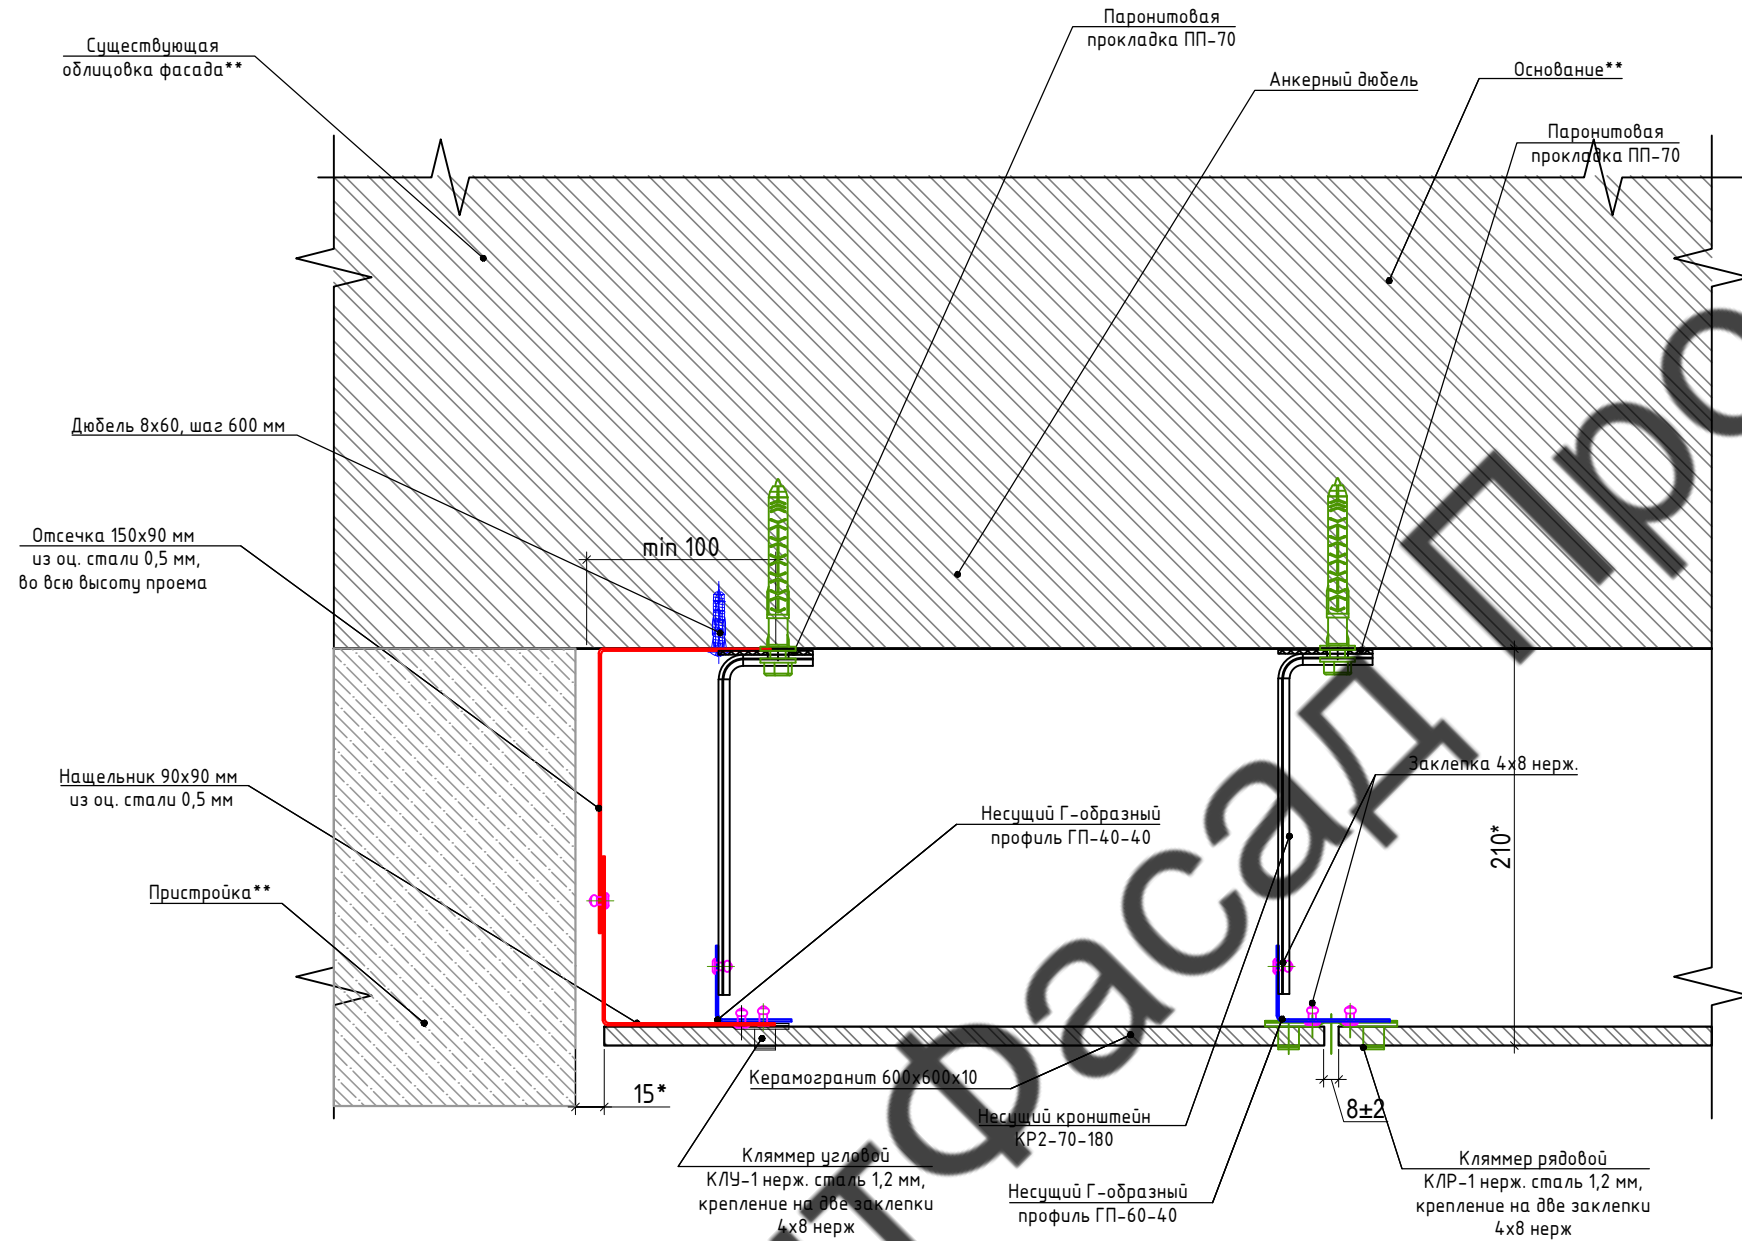 Паронитовая
прокладка ПП-70
Существующая
облицовка фасада**
Основание**
Анкерный дюбель
Паронитовая
прокладка ПП-70
Дюбель 8х60, шаг 600 мм
Отсечка 150х90 мм
из оц. стали 0,5 мм,
во всю высоту проема
min 100
Нащельник 90х90 мм
из оц. стали 0,5 мм
Заклепка 4х8 нерж.
Несущий Г-образный
профиль ГП-40-40
210*
Пристройка**
Керамогранит 600х600х10
15*
8±2
Несущий кронштейн
КР2-70-180
Кляммер угловой
КЛУ-1 нерж. сталь 1,2 мм,
крепление на две заклепки
4х8 нерж
Несущий Г-образный
профиль ГП-60-40
Кляммер рядовой
КЛР-1 нерж. сталь 1,2 мм,
крепление на две заклепки
4х8 нерж
тФасад Про